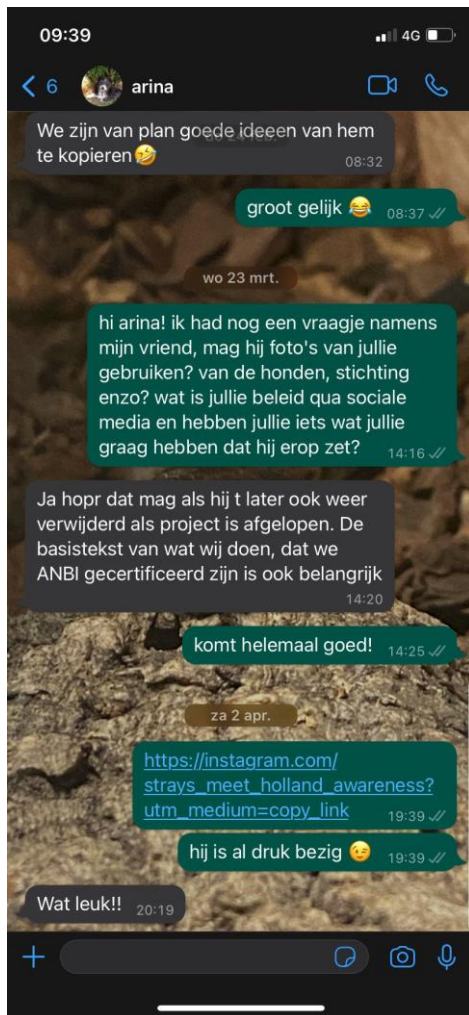 09:39
4G
6
arina
We zijn van plan goede ideeen van hem
te kopieren🤣
08:32
groot gelijk 😂
08:37
wo 23 mrt.
hi arina! ik had nog een vraagje namens
mijn vriend, mag hij foto's van jullie
gebruiken? van de honden, stichting
enzo? wat is jullie beleid qua sociale
media en hebben jullie iets wat jullie
graag hebben dat hij erop zet?
14:16
Ja hopr dat mag als hij t later ook weer
verwijderd als project is afgelopen. De
basistekst van wat wij doen, dat we
ANBI gecertificeerd zijn is ook belangrijk
14:20
komt helemaal goed!
14:25
za 2 apr.
https://instagram.com/
strays_meet_holland_awareness?
utm_medium=copy_link
19:39
hij is al druk bezig 😉
19:39
Wat leuk!!
20:19